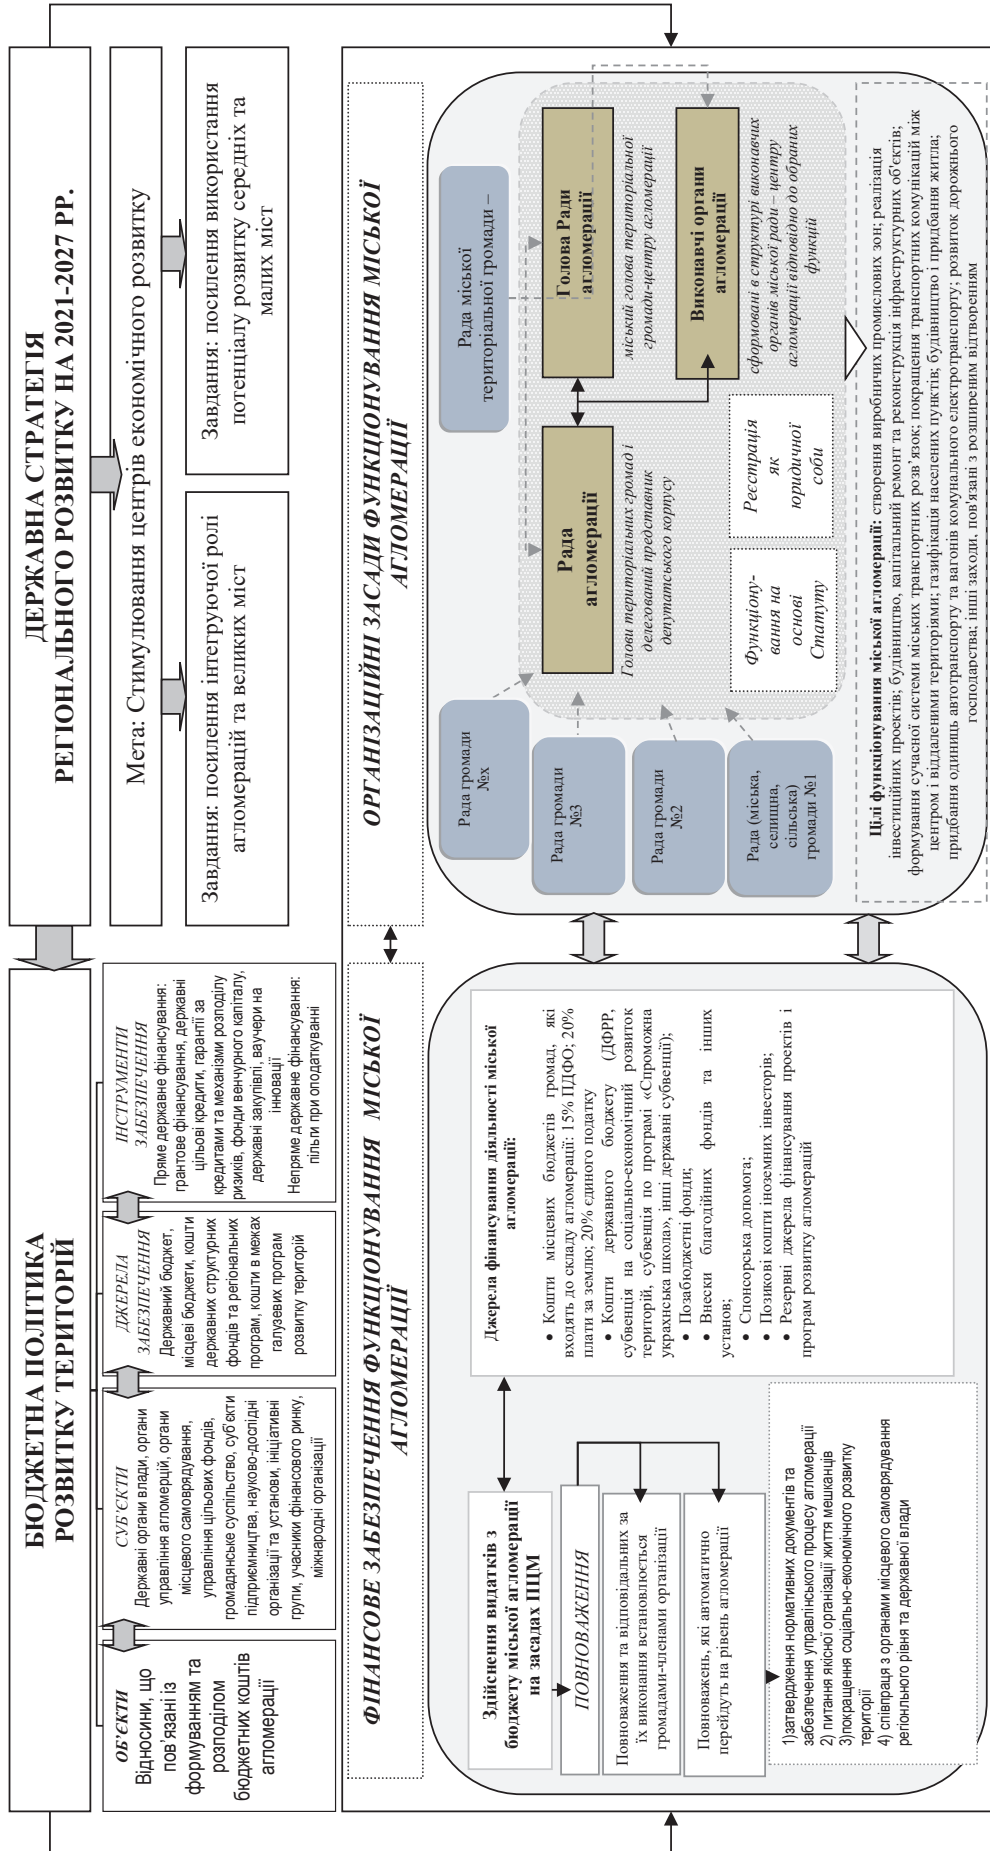 БЮДЖЕТНА ПОЛІТИКА
РОЗВИТКУ ТЕРИТОРІЙ
ДЕРЖАВНА СТРАТЕГІЯ
РЕГІОНАЛЬНОГО РОЗВИТКУ НА 2021-2027 РР.
ОБ'ЄКТИ
Відносини, що
пов'язані із
формуванням та
розподілом
бюджетних коштів
агломерації
СУБ'ЄКТИ
Державні органи влади, органи
управління агломерцій, органи
місцевого самоврядування,
управління цільових фондів,
громадянське суспільство, суб'єкти
підприємництва, науково-дослідні
організації та установи, ініціативні
групи, учасники фінансового ринку,
міжнародні організації
ДЖЕРЕЛА
ЗАБЕЗПЕЧЕННЯ
Державний бюджет,
місцеві бюджети, кошти
державних структурних
фондів та регіональних
програм, кошти в межах
галузевих програм
розвитку територій
ІНСТРУМЕНТИ
ЗАБЕЗПЕЧЕННЯ
Пряме державне фінансування:
грантове фінансування, державні
цільові кредити, гарантії за
кредитами та механізми розподілу
ризиків, фонди венчурного капіталу,
державні закупівлі, ваучери на
інновації
Непряме державне фінансування:
пільги при оподаткуванні
Мета: Стимулювання центрів економічного розвитку
Завдання: посилення інтегруючої ролі
агломерацій та великих міст
Завдання: посилення використання
потенціалу розвитку середніх та
малих міст
ФІНАНСОВЕ ЗАБЕЗПЕЧЕННЯ ФУНКЦІОНУВАННЯ МІСЬКОЇ
АГЛОМЕРАЦІЇ
ОРГАНІЗАЦІЙНІ ЗАСАДИ ФУНКЦІОНУВАННЯ МІСЬКОЇ
АГЛОМЕРАЦІЇ
Здійснення видатків з
бюджету міської агломерації
на засадах ПЦМ
ПОВНОВАЖЕННЯ
Повноваження та відповідальних за
їх виконання встановлюється
громадами-членами організації
Повноважень, які автоматично
перейдуть на рівень агломерації
1)затвердження нормативних документів та
забезпечення управлінського процесу агломерації
2) питання якісної організації життя мешканців
3)покращення соціально-економічного розвитку
території
4) співпраця з органами місцевого самоврядування
регіонльного рівня та державної влади
Джерела фінансування діяльності міської
агломерації:
• Кошти місцевих бюджетів громад, які
входять до складу агломерації: 15% ПДФО; 20%
плати за землю; 20% єдиного податку
• Кошти державного бюджету (ДФРР,
субвенція на соціально-економічний розвиток
територій, субвенція по програмі «Спроможна
українська школа», інші державні субвенції);
• Позабюджетні фонди;
• Внески благодійних фондів та інших
установ;
• Спонсорська допомога;
• Позикові кошти іноземних інвесторів;
• Резервні джерела фінансування проектів і
програм розвитку агломерацій
Рада громади
№х
Рада громади
№3
Рада громади
№2
Рада (міська,
селищна,
сільська)
громади №1
Рада міської
територіальної громади –
Рада
агломерації
Голови територіальних громад і
делегований представник
депутатського корпусу
Голова Ради
агломерації
міський голова територіальної
громади-центру агломерації
Виконавчі органи
агломерації
сформовані в структурі виконавчих
органів міської ради – центру
агломерації відповідно до обраних
функцій
Функціону-
вання на
основі
Статуту
Реєстрація
як
юридичної
соби
Цілі функціонування міської агломерації: створення виробничих промислових зон; реалізація
інвестиційних проектів; будівництво, капітальний ремонт та реконструкція інфраструктурних об'єктів;
формування сучасної системи міських транспортних розв'язок; покращення транспортних комунікацій між
центром і віддаленими територіями; газифікація населених пунктів; будівництво і придбання житла;
придбання одиниць автотранспорту та вагонів комунального електротранспорту; розвиток дорожнього
господарства; інші заходи, пов'язані з розширеним відтворенням